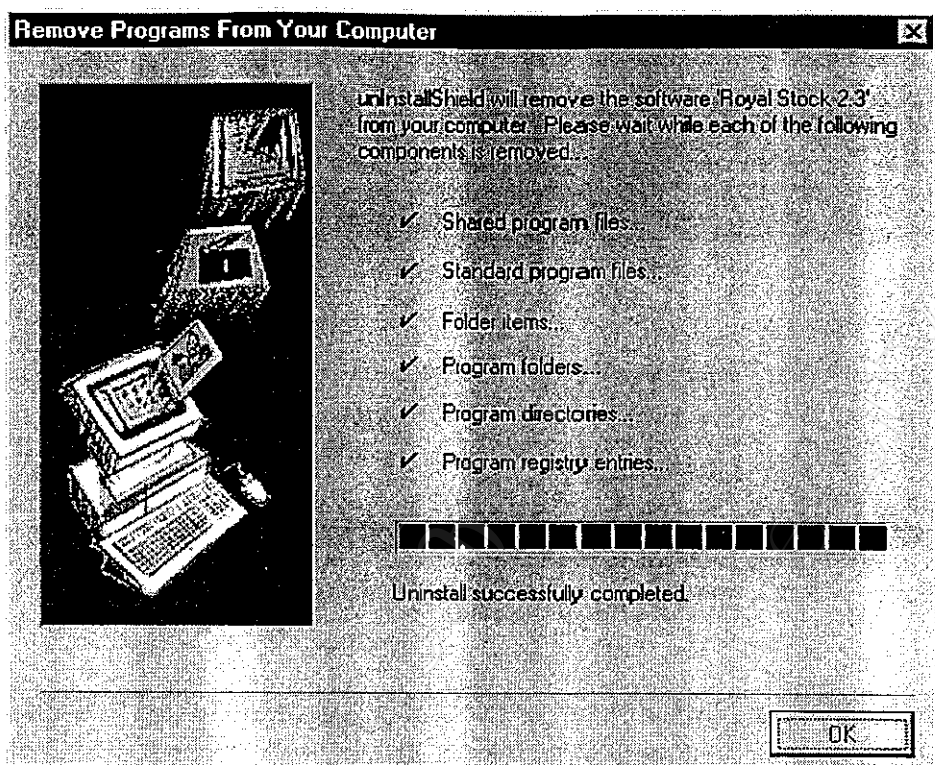 Remove Programs From Your Computer
unInstallShield will remove the software 'Royal Stock 2.3'
from your computer. Please wait while each of the following
components is removed...
✓ Shared program files...
✓ Standard program files...
✓ Folder items...
✓ Program folders...
✓ Program directories...
✓ Program registry entries...
Uninstall successfully completed.
OK